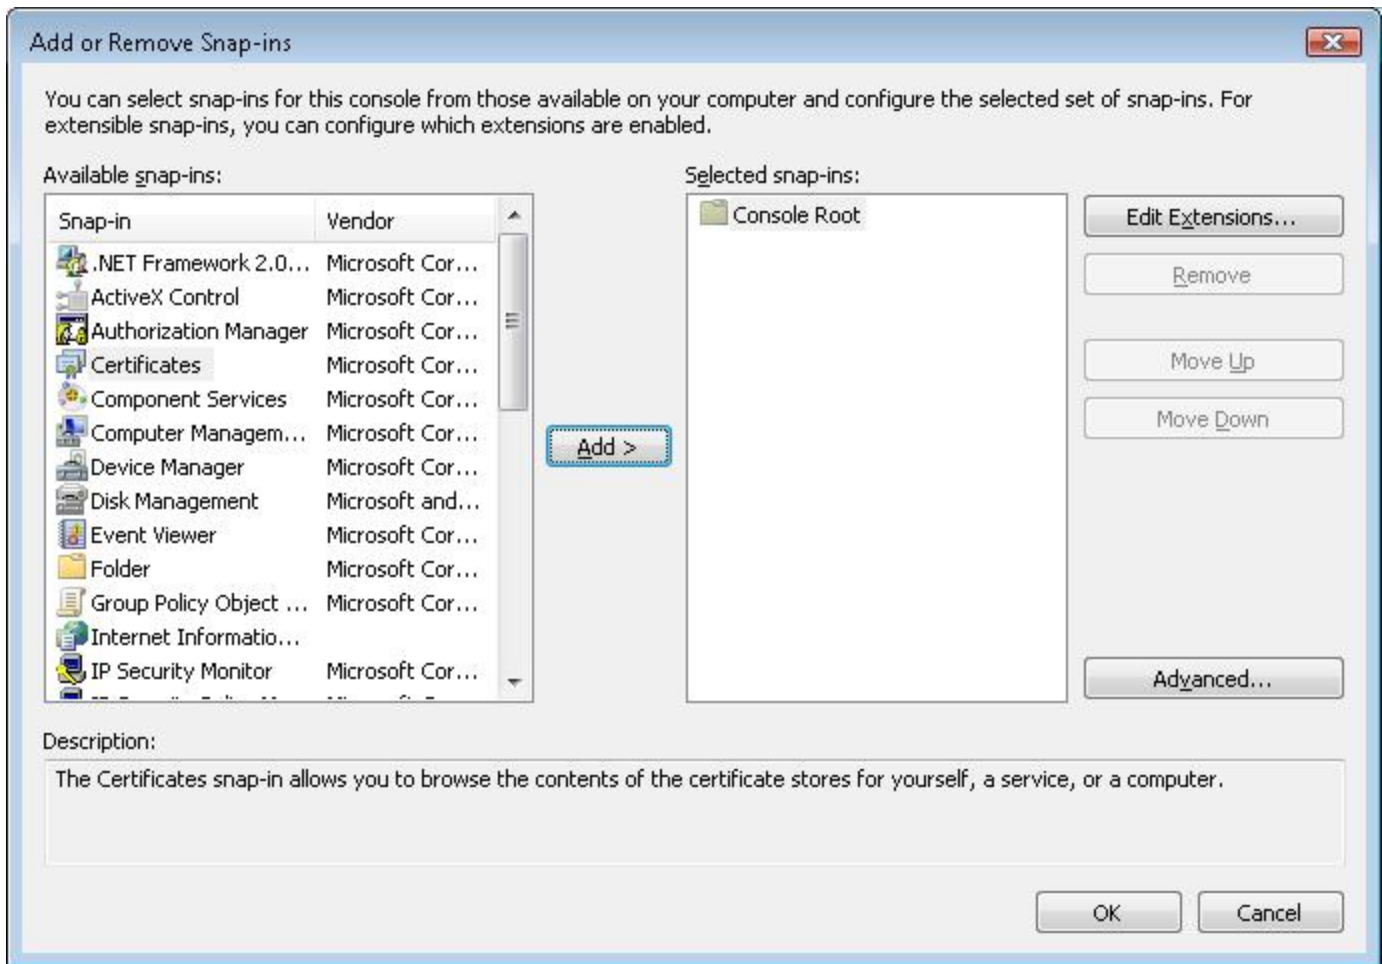 Add or Remove Snap-ins
You can select snap-ins for this console from those available on your computer and configure the selected set of snap-ins. For
extensible snap-ins, you can configure which extensions are enabled.
Available snap-ins:
Snap-in Vendor
.NET Framework 2.0... Microsoft Cor...
ActiveX Control Microsoft Cor...
Authorization Manager Microsoft Cor...
Certificates Microsoft Cor...
Component Services Microsoft Cor...
Computer Managem... Microsoft Cor...
Device Manager Microsoft Cor...
Disk Management Microsoft and...
Event Viewer Microsoft Cor...
Folder Microsoft Cor...
Group Policy Object ... Microsoft Cor...
Internet Informatio...
IP Security Monitor Microsoft Cor...
Add >
Selected snap-ins:
Console Root
Edit Extensions...
Remove
Move Up
Move Down
Advanced...
Description:
The Certificates snap-in allows you to browse the contents of the certificate stores for yourself, a service, or a computer.
OK Cancel